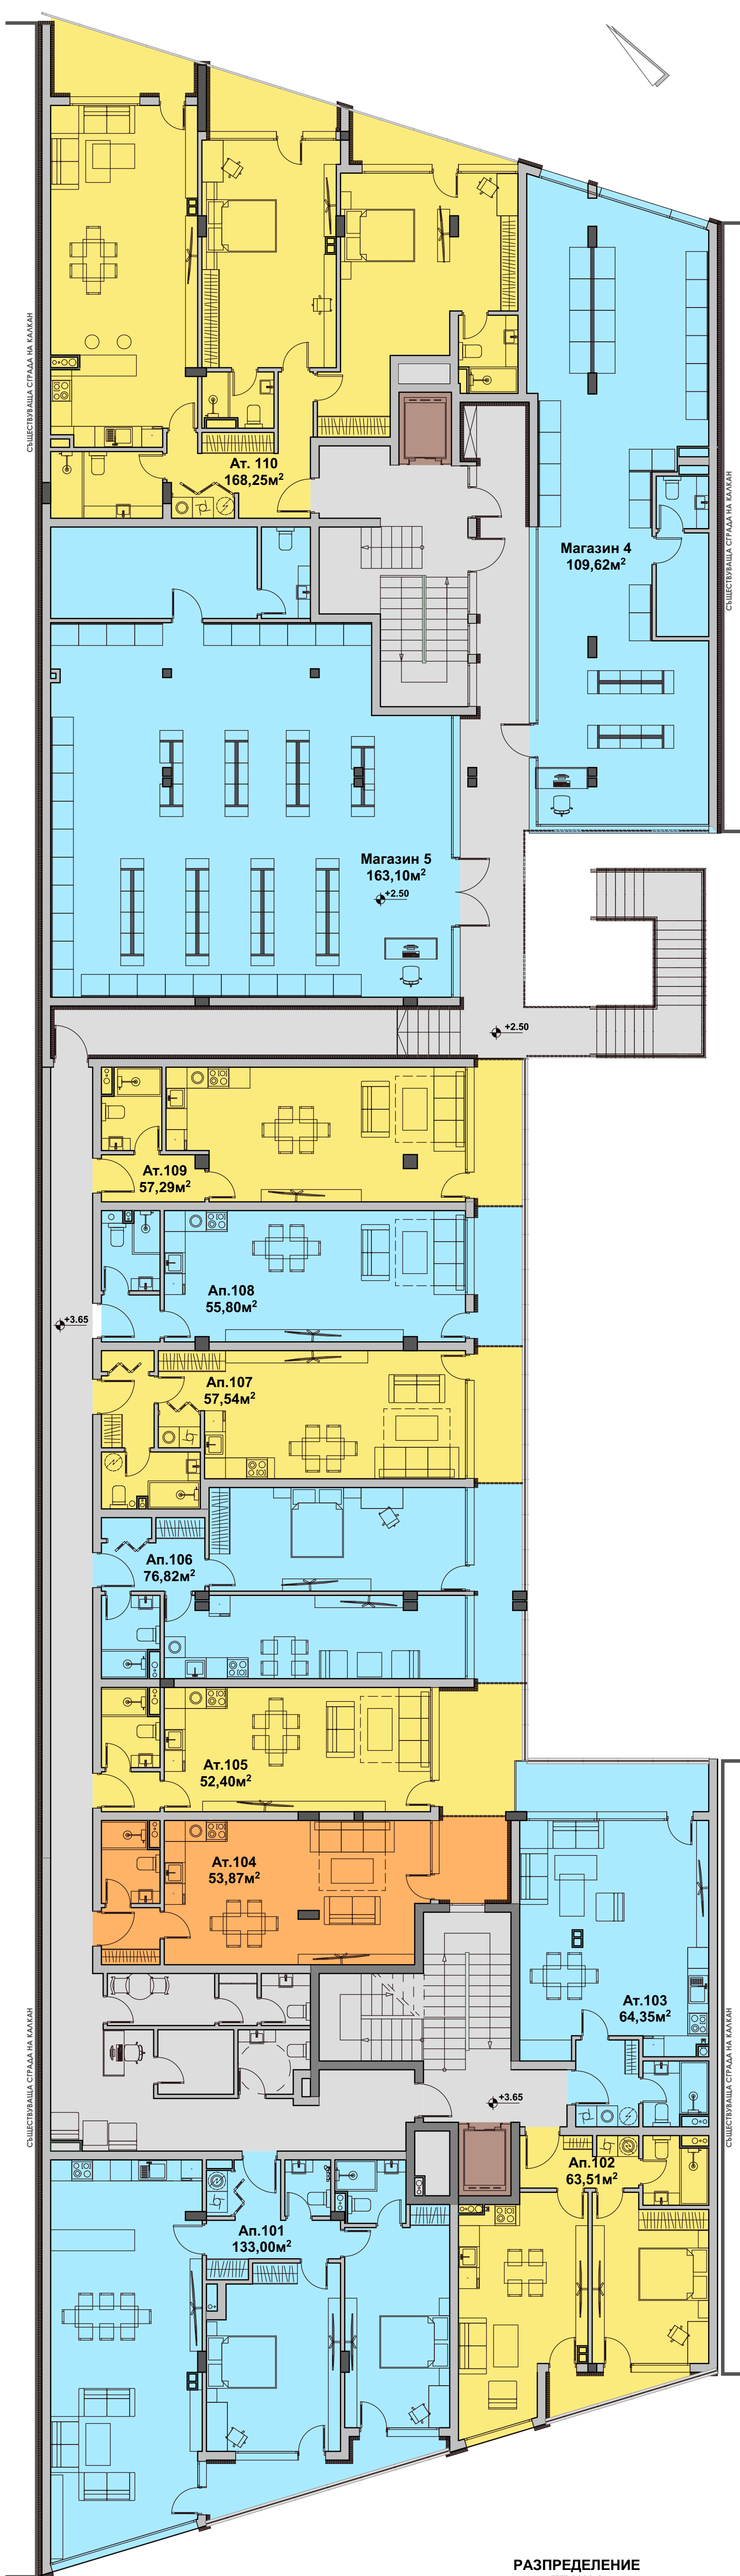 СЪЩЕСТВУВАЩА СГРАДА НА КАЛКАН
Ат. 110
168,25м²
СЪЩЕСТВУВАЩА СГРАДА НА КАЛКАН
Магазин 4
109,62м²
Магазин 5
163,10м²
+2.50
+2.50
Ат.109
57,29м²
Ап.108
55,80м²
+3.65
Ап.107
57,54м²
Ап.106
76,82м²
Ат.105
52,40м²
Ат.104
53,87м²
Ат.103
64,35м²
СЪЩЕСТВУВАЩА СГРАДА НА КАЛКАН
СЪЩЕСТВУВАЩА СГРАДА НА КАЛКАН
+3.65
Ап.102
63,51м²
Ап.101
133,00м²
РАЗПРЕДЕЛЕНИЕ